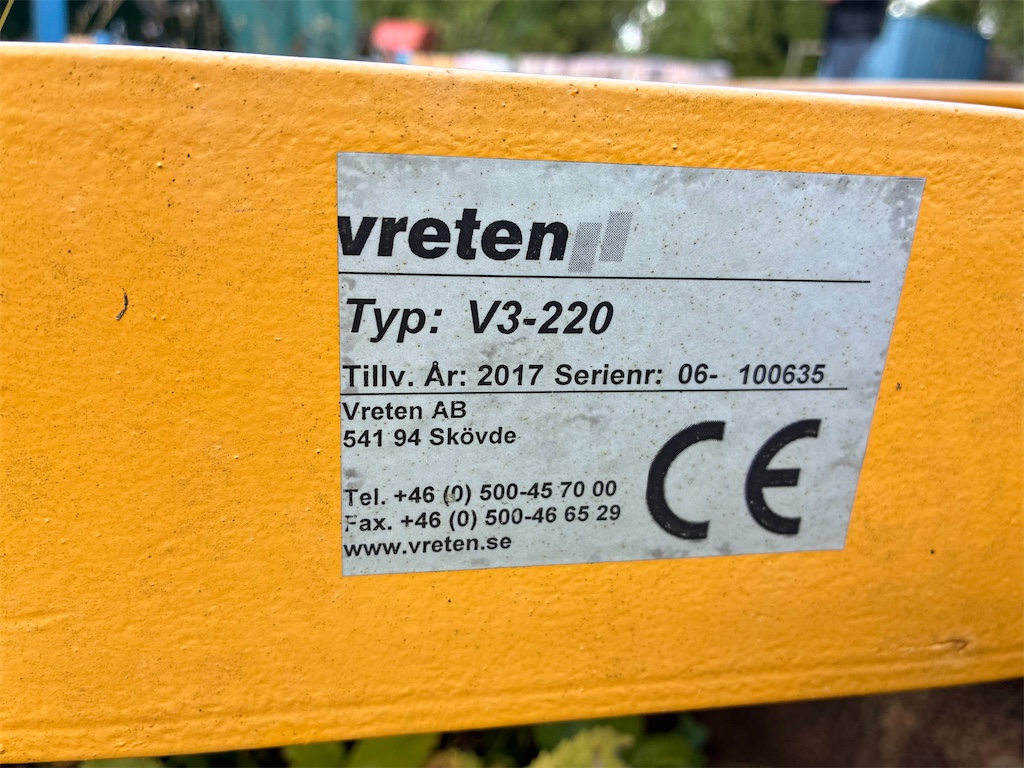 vreten
Typ: V3-220
Tillv. År: 2017 Serienr: 06- 100635
Vreten AB
541 94 Skövde
Tel. +46 (0) 500-45 70 00
Fax. +46 (0) 500-46 65 29
www.vreten.se
CE